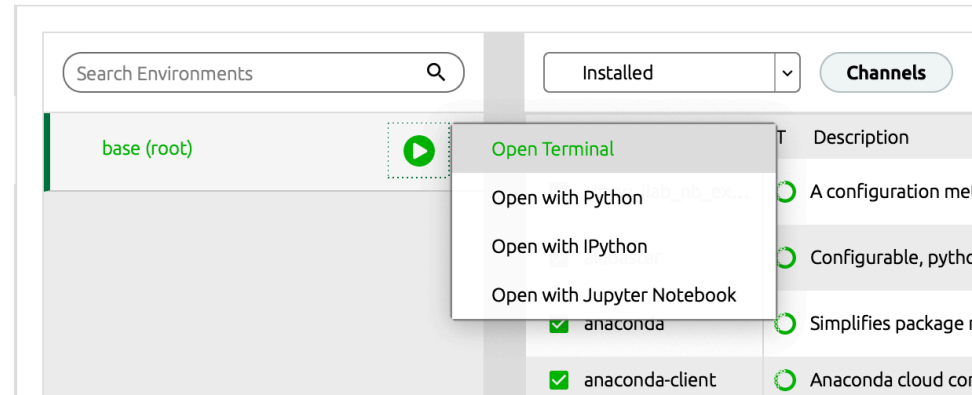 Search Environments
Installed
Channels
base (root)
Open Terminal
Open with Python
Open with IPython
Open with Jupyter Notebook
T Description
A configuration me
Configurable, pytho
anaconda
Simplifies package
anaconda-client
Anaconda cloud co